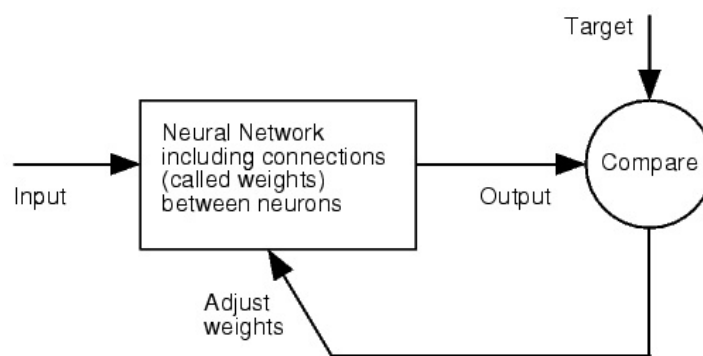 Target
Neural Network
including connections
(called weights)
between neurons
Compare
Input
Output
Adjust
weights